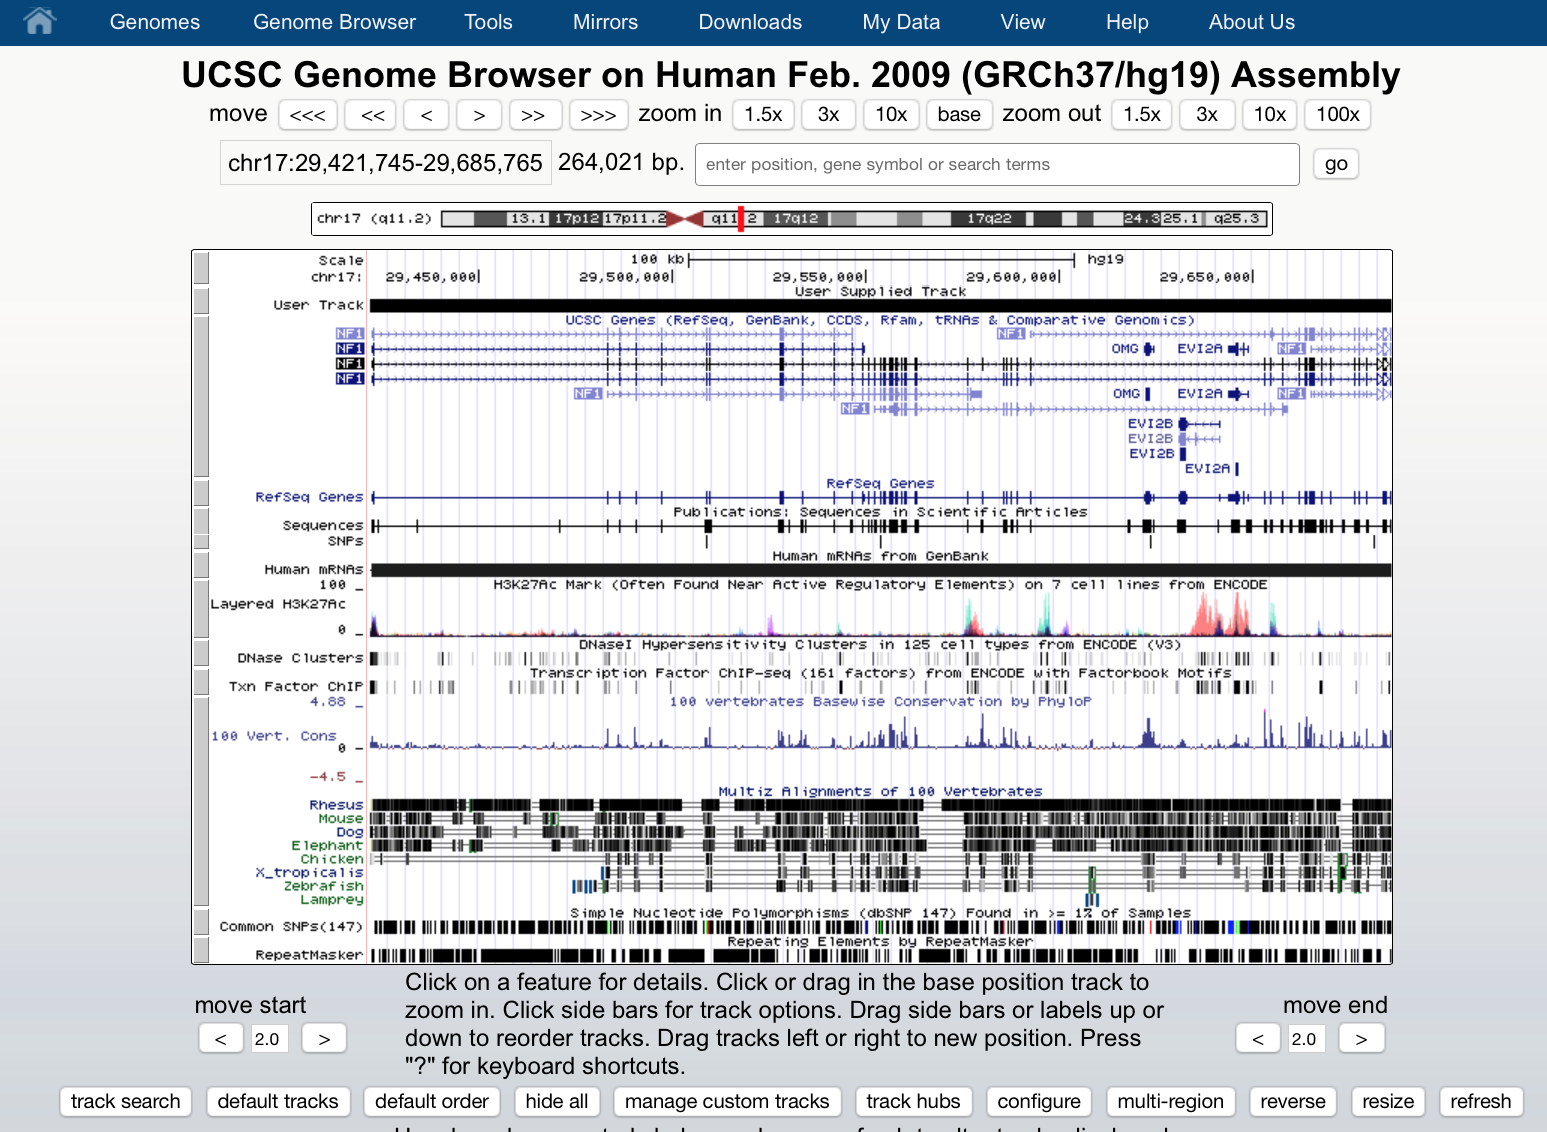 Genomes Genome Browser Tools Mirrors Downloads My Data View Help About Us
UCSC Genome Browser on Human Feb. 2009 (GRCh37/hg19) Assembly
move <<< << < > >> >>> zoom in 1.5x 3x 10x base zoom out 1.5x 3x 10x 100x
chr17:29,421,745-29,685,765 264,021 bp. enter position, gene symbol or search terms go
chr17 (q11.2) 13.1 17p12 17p11.2 q11 2 17q12 17q22 24.3 25.1 q25.3
Scale 100 kb hg19
chr17: 29,450,000 29,500,000 29,550,000 29,600,000 29,650,000
User Supplied Track
User Track
UCSC Genes (RefSeq, GenBank, CCDS, Rfam, tRNAs & Comparative Genomics)
NF1 NF1
NF1 OMG EVI2A NF1
NF1
NF1
NF1 OMG EVI2A NF1
NF1
EVI2B
EVI2B
EVI2B
EVI2A
RefSeq Genes
RefSeq Genes
Publications: Sequences in Scientific Articles
Sequences
SNPs
Human mRNAs from GenBank
Human mRNAs
100 _ H3K27Ac Mark (Often Found Near Active Regulatory Elements) on 7 cell lines from ENCODE
Layered H3K27Ac
0 _
DNaseI Hypersensitivity Clusters in 125 cell types from ENCODE (V3)
DNase Clusters
Transcription Factor ChIP-seq (161 factors) from ENCODE with Factorbook Motifs
Txn Factor ChIP
4.88 _ 100 vertebrates Basewise Conservation by PhyloP
100 Vert. Cons
0 _
-4.5 _
Multiz Alignments of 100 Vertebrates
Rhesus
Mouse
Dog
Elephant
Chicken
X_tropicalis
Zebrafish
Lamprey
Simple Nucleotide Polymorphisms (dbSNP 147) Found in >= 1% of Samples
Common SNPs(147)
Repeating Elements by RepeatMasker
RepeatMasker
Click on a feature for details. Click or drag in the base position track to
zoom in. Click side bars for track options. Drag side bars or labels up or
down to reorder tracks. Drag tracks left or right to new position. Press
"?" for keyboard shortcuts.
move start
< 2.0 >
move end
< 2.0 >
track search default tracks default order hide all manage custom tracks track hubs configure multi-region reverse resize refresh